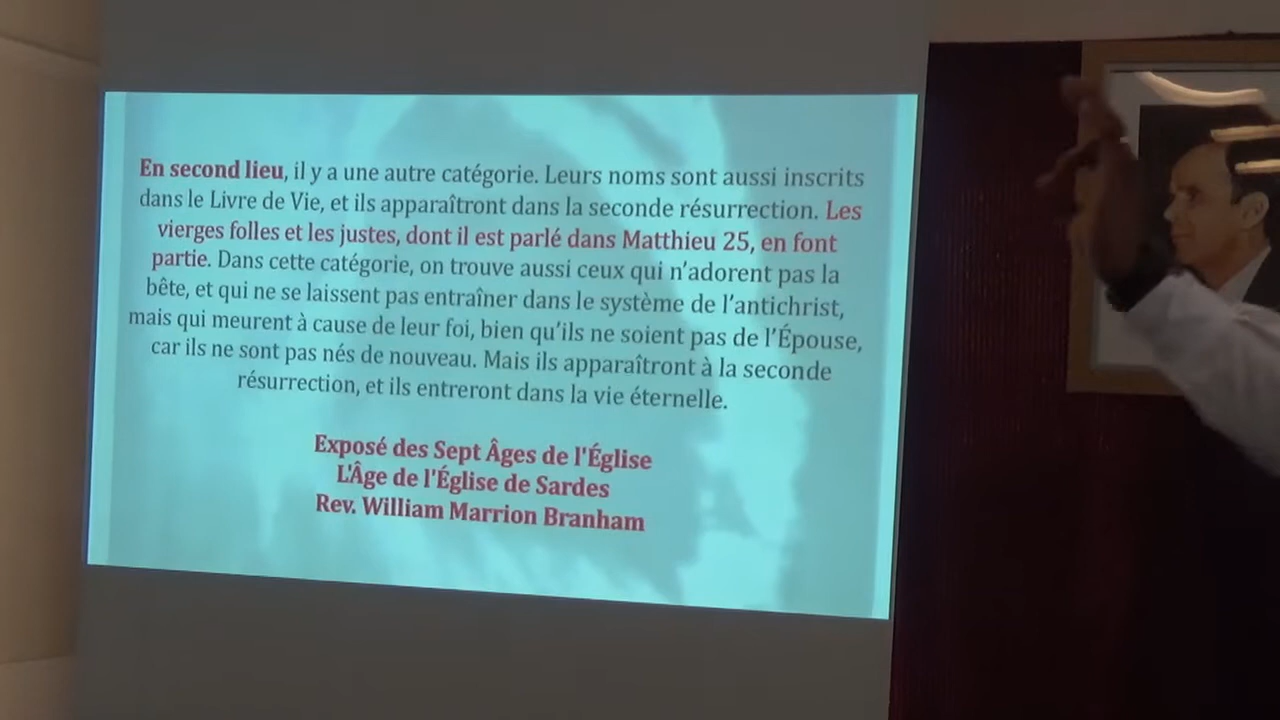 En second lieu, il y a une autre catégorie. Leurs noms sont aussi inscrits
dans le Livre de Vie, et ils apparaîtront dans la seconde résurrection. Les
vierges folles et les justes, dont il est parlé dans Matthieu 25, en font
partie. Dans cette catégorie, on trouve aussi ceux qui n'adorent pas la
bête, et qui ne se laissent pas entraîner dans le système de l'antichrist,
mais qui meurent à cause de leur foi, bien qu'ils ne soient pas de l'Épouse,
car ils ne sont pas nés de nouveau. Mais ils apparaîtront à la seconde
résurrection, et ils entreront dans la vie éternelle.
Exposé des Sept Âges de l'Église
L'Âge de l'Église de Sardes
Rev. William Marrion Branham